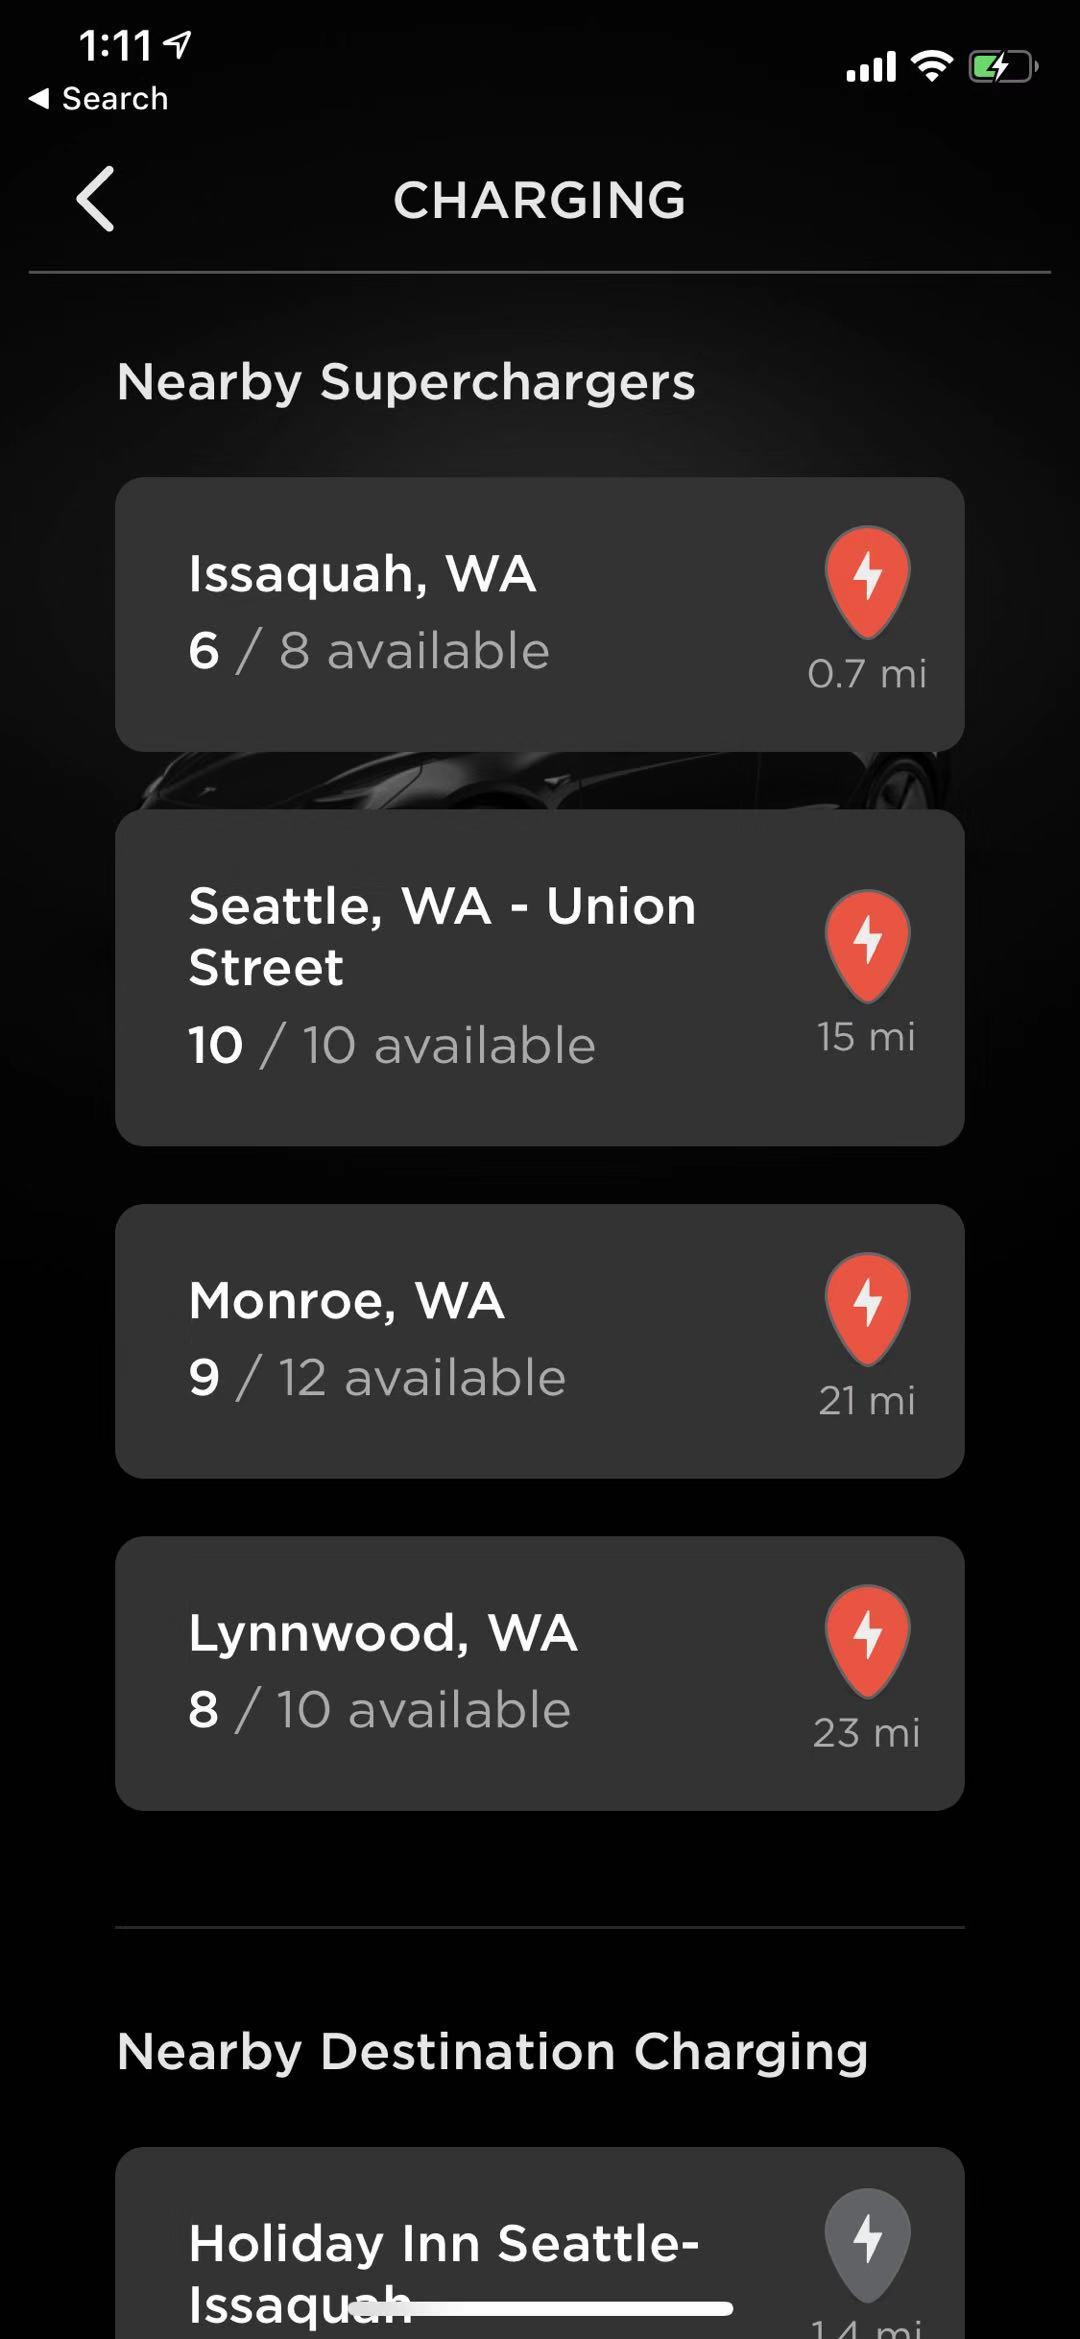 1:11
Search
CHARGING
Nearby Superchargers
Issaquah, WA
6 / 8 available
0.7 mi
Seattle, WA - Union
Street
10 / 10 available
15 mi
Monroe, WA
9 / 12 available
21 mi
Lynnwood, WA
8 / 10 available
23 mi
Nearby Destination Charging
Holiday Inn Seattle-
Issaquah
1.4 mi